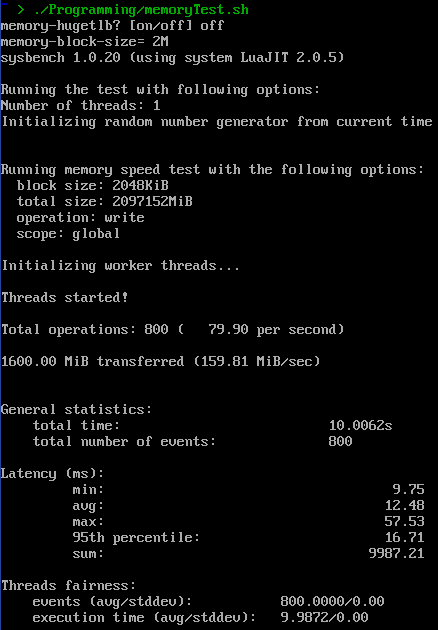 ~ > ./Programming/memoryTest.sh
memory-hugetlb? [on/off] off
memory-block-size= 2M
sysbench 1.0.20 (using system LuaJIT 2.0.5)
Running the test with following options:
Number of threads: 1
Initializing random number generator from current time
Running memory speed test with the following options:
block size: 2048KiB
total size: 2097152MiB
operation: write
scope: global
Initializing worker threads...
Threads started!
Total operations: 800 (   79.90 per second)
1600.00 MiB transferred (159.81 MiB/sec)
General statistics:
total time: 10.0062s
total number of events: 800
Latency (ms):
min: 9.75
avg: 12.48
max: 57.53
95th percentile: 16.71
sum: 9987.21
Threads fairness:
events (avg/stddev): 800.0000/0.00
execution time (avg/stddev): 9.9872/0.00